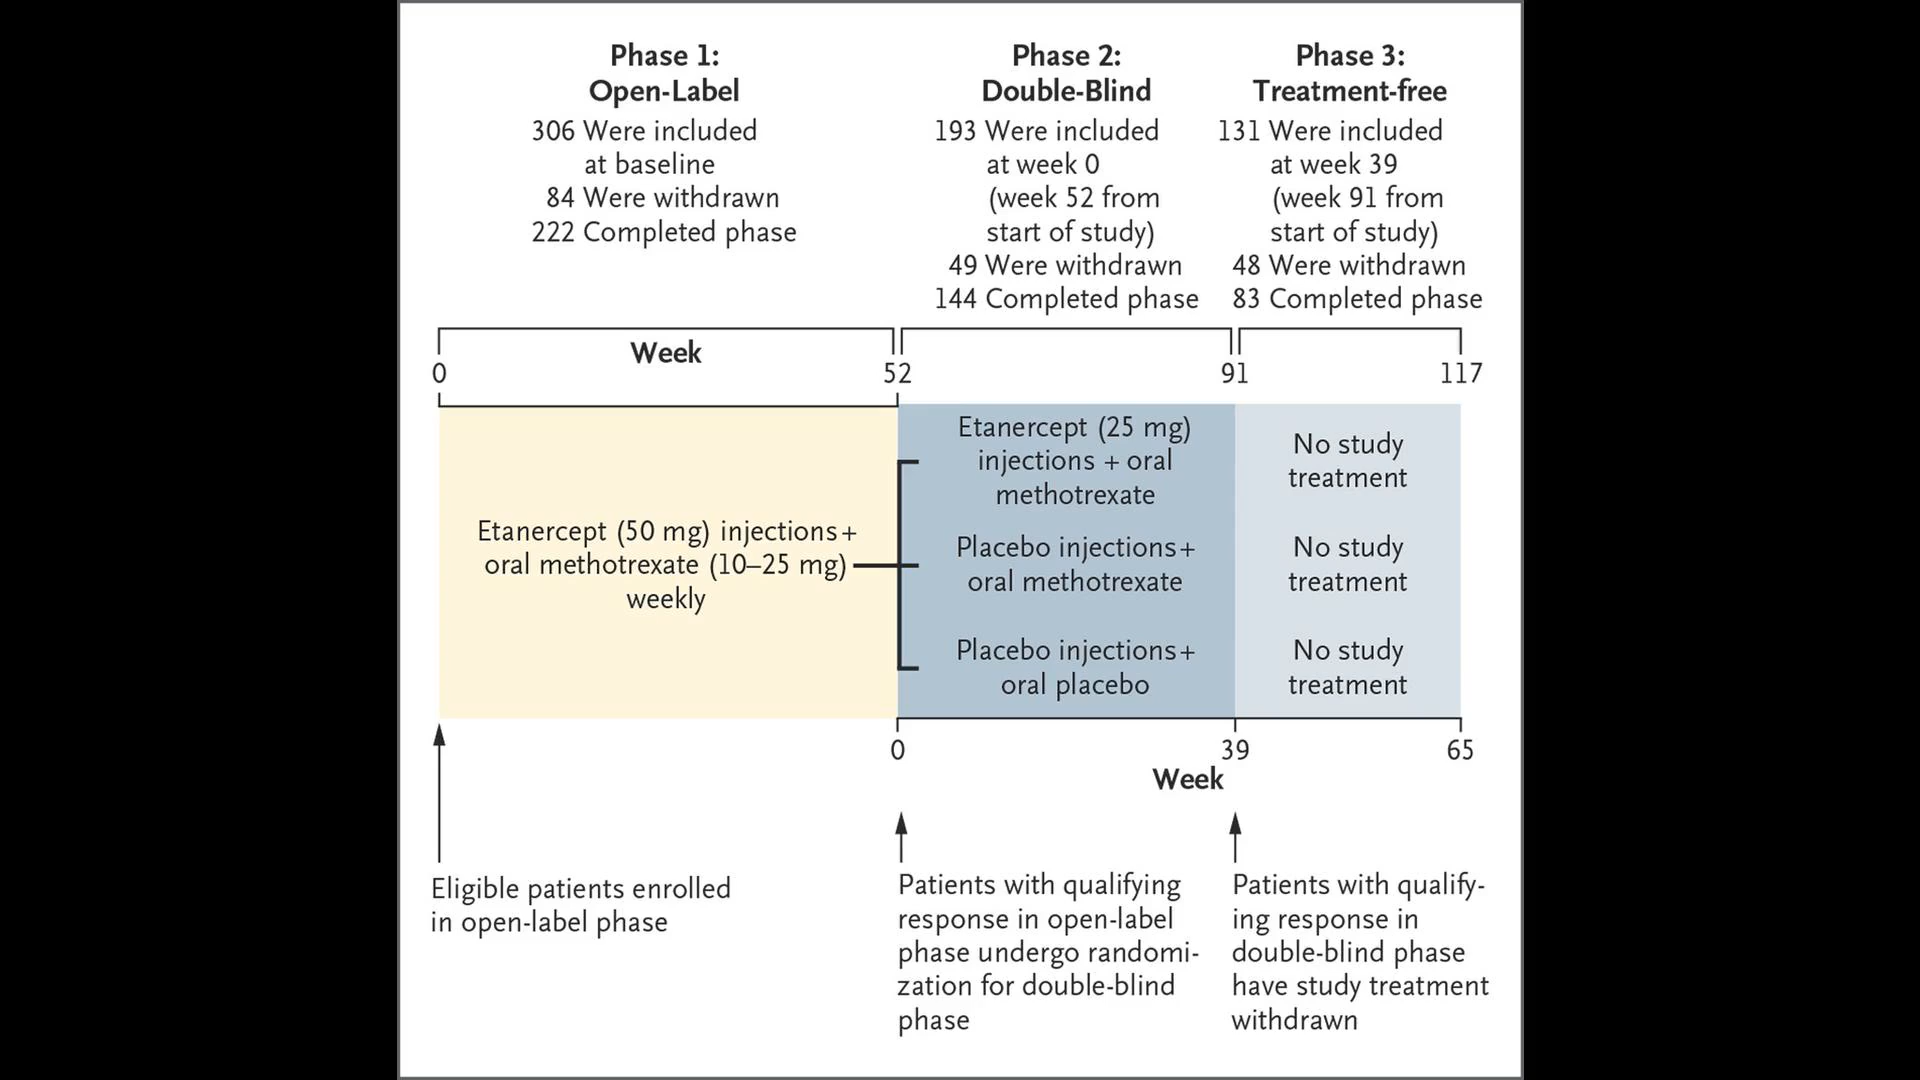 Phase 1:
Open-Label
306 Were included
at baseline
84 Were withdrawn
222 Completed phase
Phase 2:
Double-Blind
193 Were included
at week 0
(week 52 from
start of study)
49 Were withdrawn
144 Completed phase
Phase 3:
Treatment-free
131 Were included
at week 39
(week 91 from
start of study)
48 Were withdrawn
83 Completed phase
Week
0
52
91
117
Etanercept (50 mg) injections+
oral methotrexate (10–25 mg)
weekly
Etanercept (25 mg)
injections + oral
methotrexate
Placebo injections+
oral methotrexate
Placebo injections+
oral placebo
No study
treatment
No study
treatment
No study
treatment
0
39
65
Week
Eligible patients enrolled
in open-label phase
Patients with qualifying
response in open-label
phase undergo randomi-
zation for double-blind
phase
Patients with qualify-
ing response in
double-blind phase
have study treatment
withdrawn